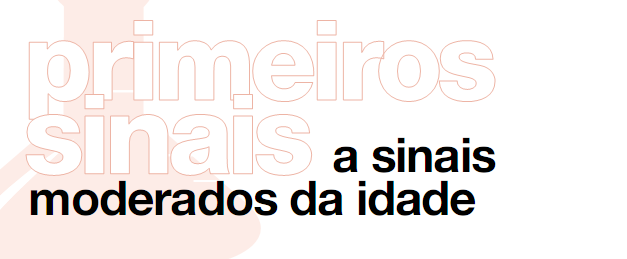 primeiros
sinais a sinais
moderados da idade